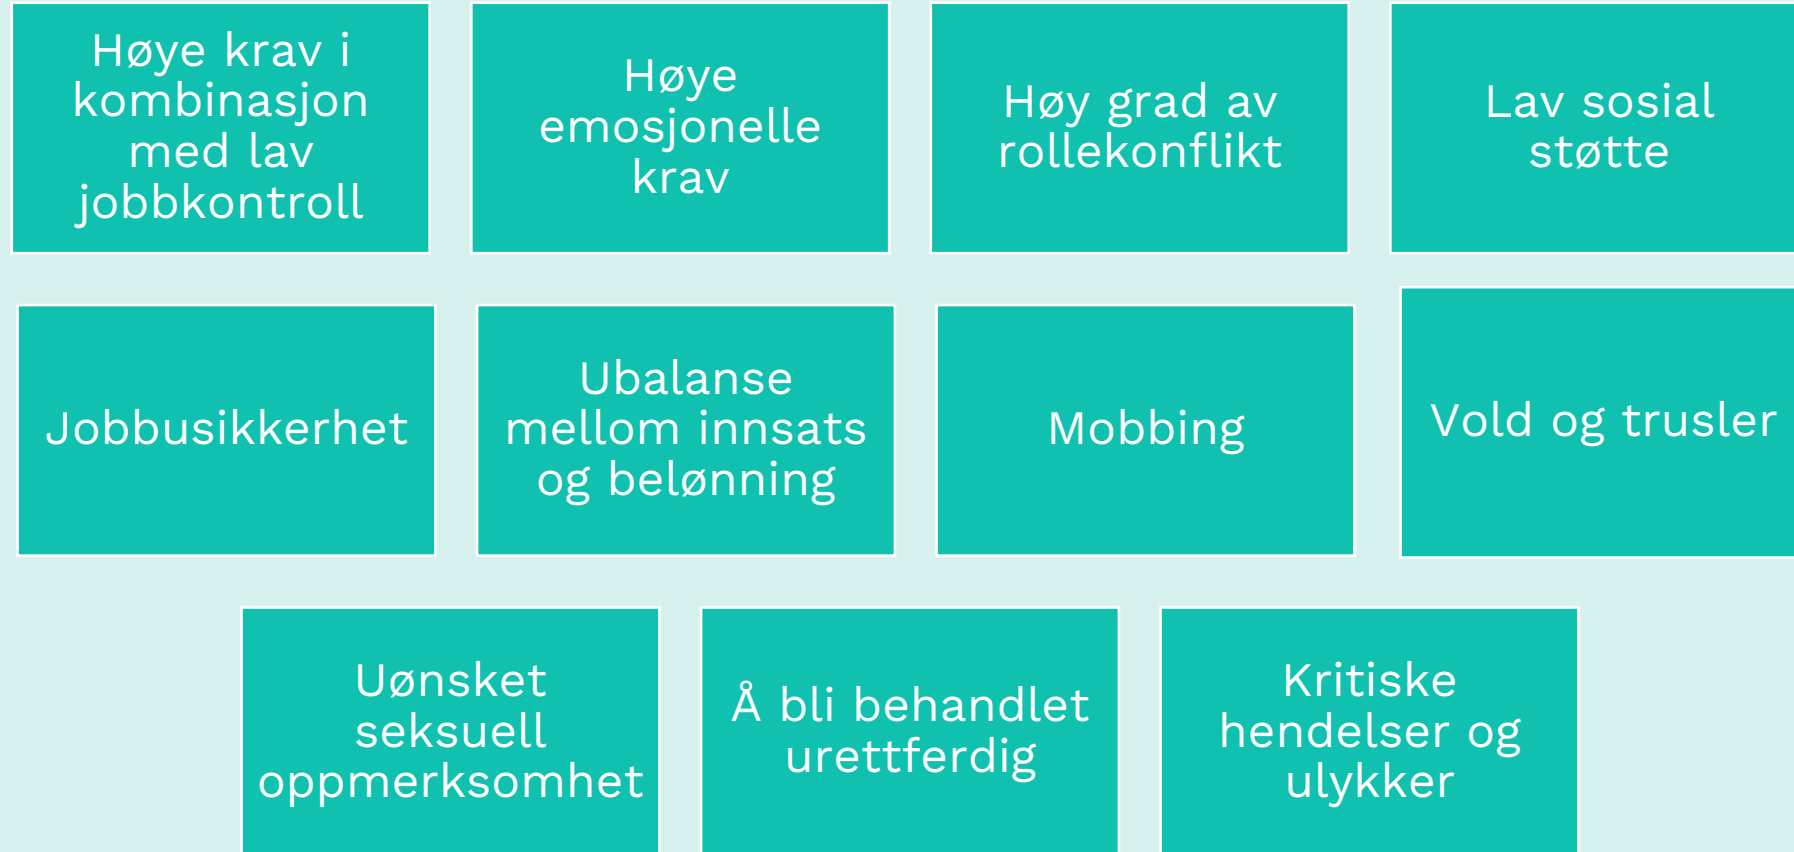 Høye krav i
kombinasjon
med lav
jobbkontroll
Høye
emosjonelle
krav
Høy grad av
rollekonflikt
Lav sosial
støtte
Jobbusikkerhet
Ubalanse
mellom innsats
og belønning
Mobbing
Vold og trusler
Uønsket
seksuell
oppmerksomhet
Å bli behandlet
urettferdig
Kritiske
hendelser og
ulykker